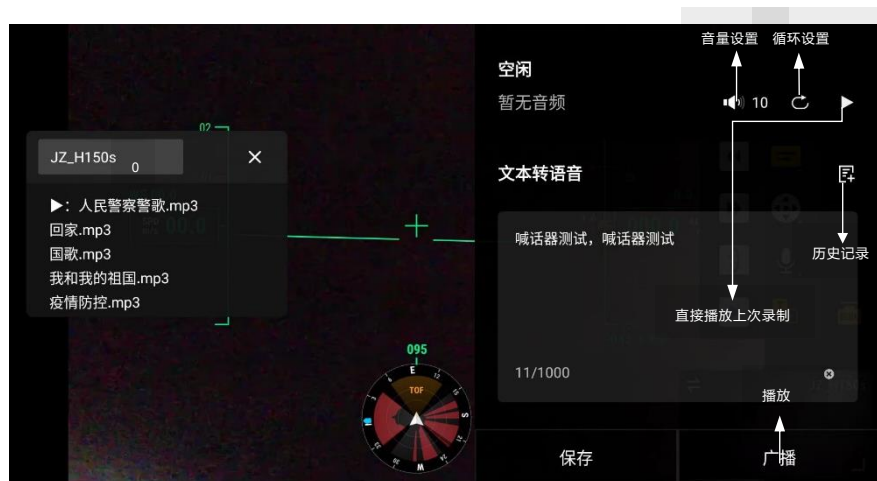 音量设置 循环设置
空闲
暂无音频
10
02
JZ_H150s
0
▶：人民警察警歌.mp3
回家.mp3
国歌.mp3
我和我的祖国.mp3
疫情防控.mp3
文本转语音
喊话器测试，喊话器测试
历史记录
直接播放上次录制
11/1000
播放
095
E
TOF
S
W
保存
广播